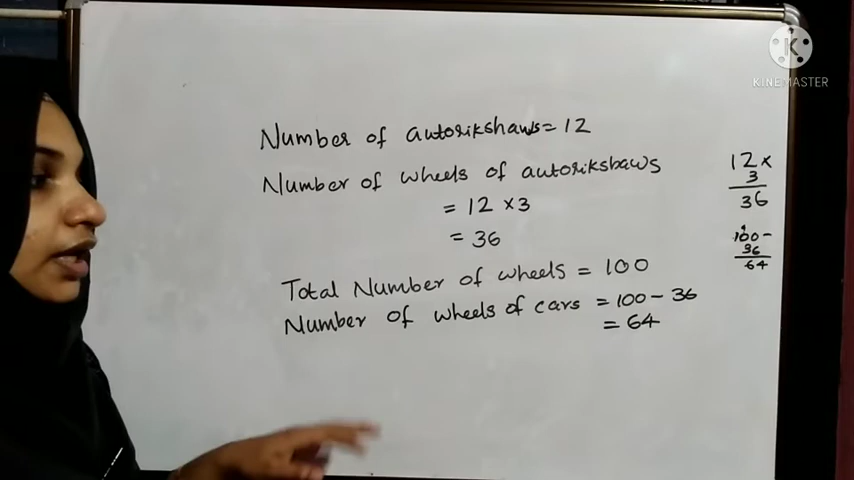 K
KINEMASTER
Number of autorikshaws = 12
Number of wheels of autorikshaws
= 12 × 3
= 36
Total Number of wheels = 100
Number of wheels of cars = 100 - 36
= 64
12 ×
3
36
100 -
36
64